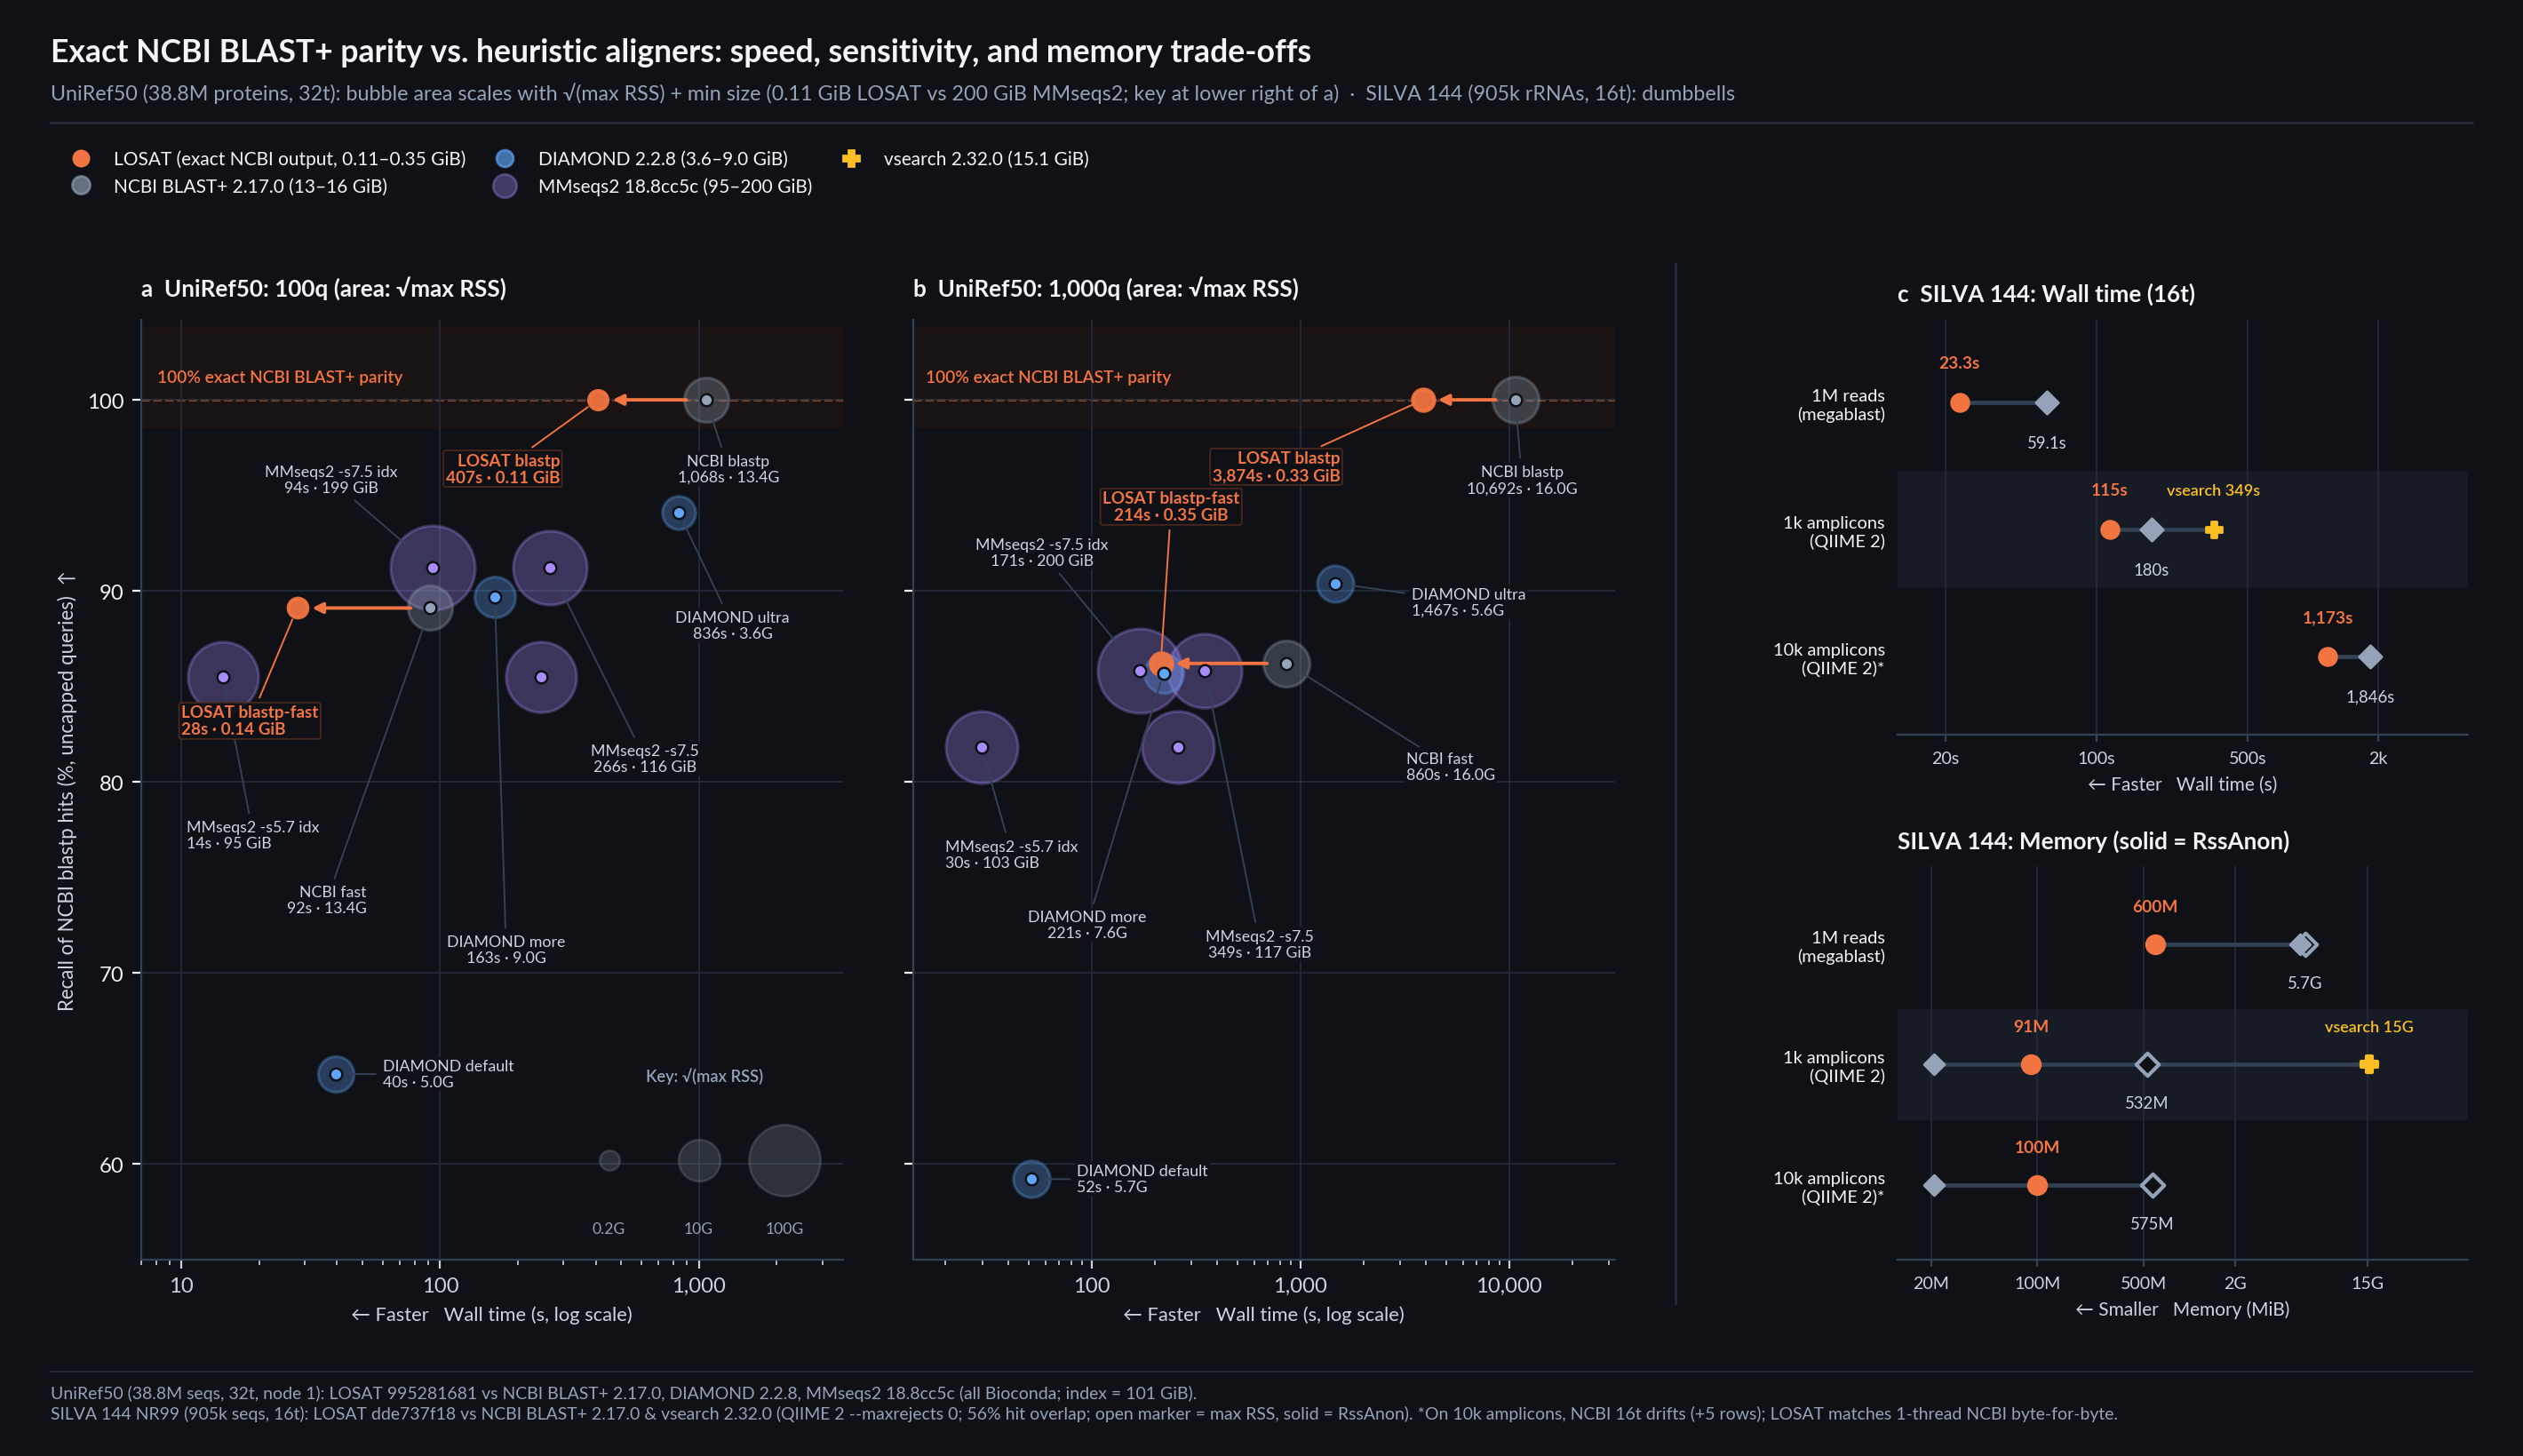 Exact NCBI BLAST+ parity vs. heuristic aligners: speed, sensitivity, and memory trade-offs
UniRef50 (38.8M proteins, 32t): bubble area scales with √(max RSS) + min size (0.11 GiB LOSAT vs 200 GiB MMseqs2; key at lower right of a) · SILVA 144 (905k rRNAs, 16t): dumbbells
LOSAT (exact NCBI output, 0.11–0.35 GiB)
NCBI BLAST+ 2.17.0 (13–16 GiB)
DIAMOND 2.2.8 (3.6–9.0 GiB)
MMseqs2 18.8cc5c (95–200 GiB)
vsearch 2.32.0 (15.1 GiB)
a UniRef50: 100q (area: √max RSS)
Recall of NCBI blastp hits (%, uncapped queries) ↑
100
90
80
70
60
100% exact NCBI BLAST+ parity
LOSAT blastp
407s · 0.11 GiB
NCBI blastp
1,068s · 13.4G
MMseqs2 -s7.5 idx
94s · 199 GiB
DIAMOND ultra
836s · 3.6G
LOSAT blastp-fast
28s · 0.14 GiB
MMseqs2 -s7.5
266s · 116 GiB
MMseqs2 -s5.7 idx
14s · 95 GiB
NCBI fast
92s · 13.4G
DIAMOND more
163s · 9.0G
DIAMOND default
40s · 5.0G
Key: √(max RSS)
0.2G
10G
100G
10
100
1,000
← Faster Wall time (s, log scale)
b UniRef50: 1,000q (area: √max RSS)
100% exact NCBI BLAST+ parity
LOSAT blastp
3,874s · 0.33 GiB
NCBI blastp
10,692s · 16.0G
LOSAT blastp-fast
214s · 0.35 GiB
MMseqs2 -s7.5 idx
171s · 200 GiB
DIAMOND ultra
1,467s · 5.6G
NCBI fast
860s · 16.0G
MMseqs2 -s5.7 idx
30s · 103 GiB
DIAMOND more
221s · 7.6G
MMseqs2 -s7.5
349s · 117 GiB
DIAMOND default
52s · 5.7G
100
1,000
10,000
← Faster Wall time (s, log scale)
c SILVA 144: Wall time (16t)
1M reads
(megablast)
23.3s
59.1s
1k amplicons
(QIIME 2)
115s
vsearch 349s
180s
10k amplicons
(QIIME 2)*
1,173s
1,846s
20s
100s
500s
2k
← Faster Wall time (s)
SILVA 144: Memory (solid = RssAnon)
1M reads
(megablast)
600M
5.7G
1k amplicons
(QIIME 2)
91M
vsearch 15G
532M
10k amplicons
(QIIME 2)*
100M
575M
20M
100M
500M
2G
15G
← Smaller Memory (MiB)
UniRef50 (38.8M seqs, 32t, node 1): LOSAT 995281681 vs NCBI BLAST+ 2.17.0, DIAMOND 2.2.8, MMseqs2 18.8cc5c (all Bioconda; index = 101 GiB).
SILVA 144 NR99 (905k seqs, 16t): LOSAT dde737f18 vs NCBI BLAST+ 2.17.0 & vsearch 2.32.0 (QIIME 2 --maxrejects 0; 56% hit overlap; open marker = max RSS, solid = RssAnon). *On 10k amplicons, NCBI 16t drifts (+5 rows); LOSAT matches 1-thread NCBI byte-for-byte.